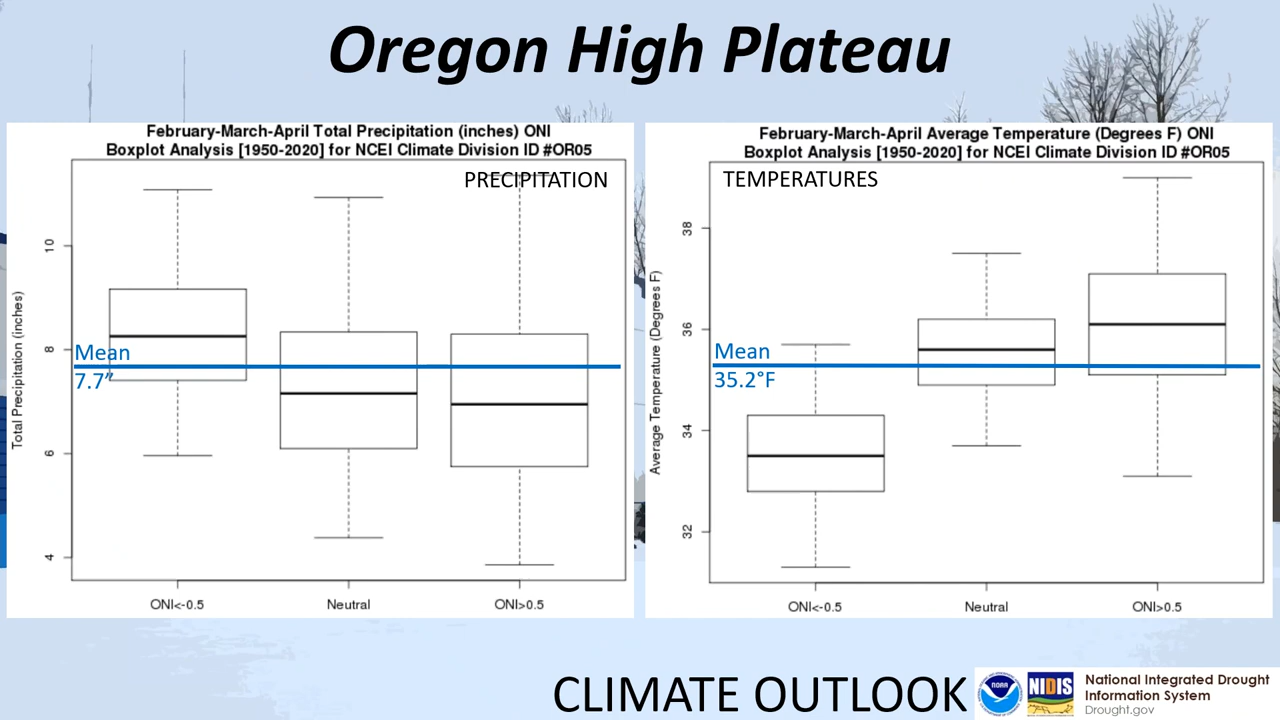 Oregon High Plateau
February-March-April Total Precipitation (inches) ONI
Boxplot Analysis [1950-2020] for NCEI Climate Division ID #OR05
PRECIPITATION
Total Precipitation (inches)
10
8
6
4
Mean
7.7”
ONI<-0.5
Neutral
ONI>0.5
February-March-April Average Temperature (Degrees F) ONI
Boxplot Analysis [1950-2020] for NCEI Climate Division ID #OR05
TEMPERATURES
Average Temperature (Degrees F)
38
36
34
32
Mean
35.2°F
ONI<-0.5
Neutral
ONI>0.5
CLIMATE OUTLOOK
NOAA
NIDIS
National Integrated Drought
Information System
Drought.gov